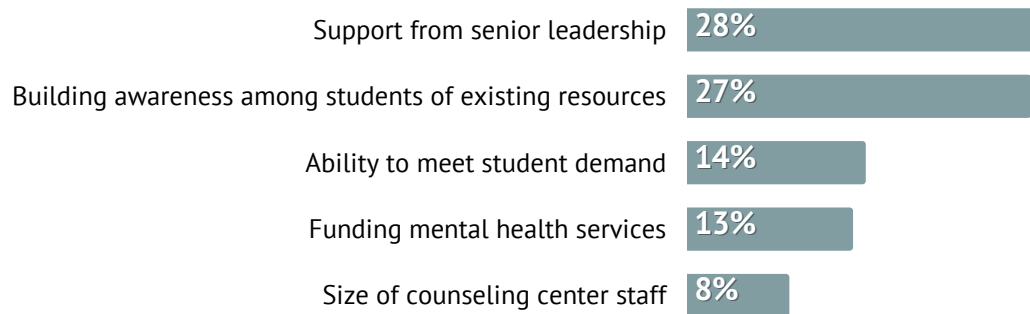 Support from senior leadership 28%
Building awareness among students of existing resources 27%
Ability to meet student demand 14%
Funding mental health services 13%
Size of counseling center staff 8%